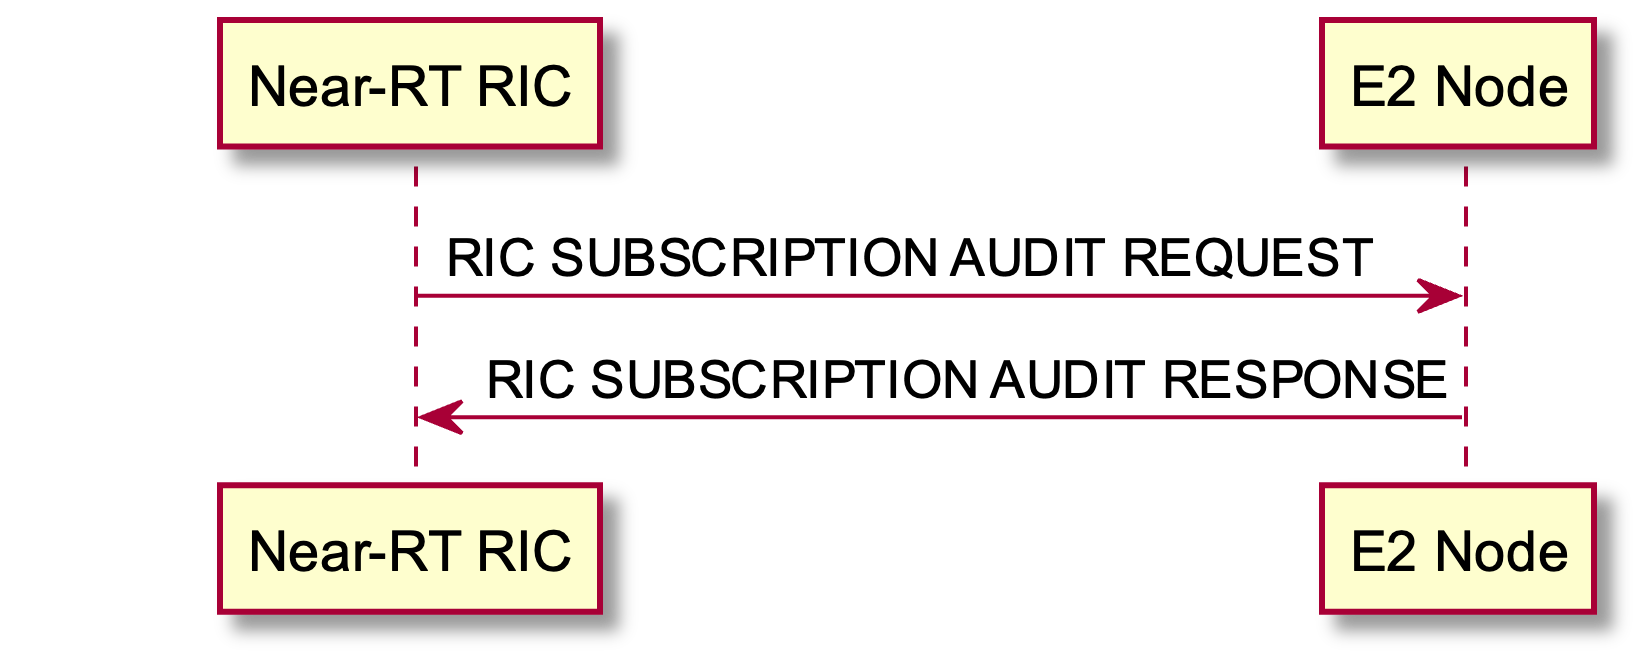 Near-RT RIC
E2 Node
RIC SUBSCRIPTION AUDIT REQUEST
RIC SUBSCRIPTION AUDIT RESPONSE
Near-RT RIC
E2 Node